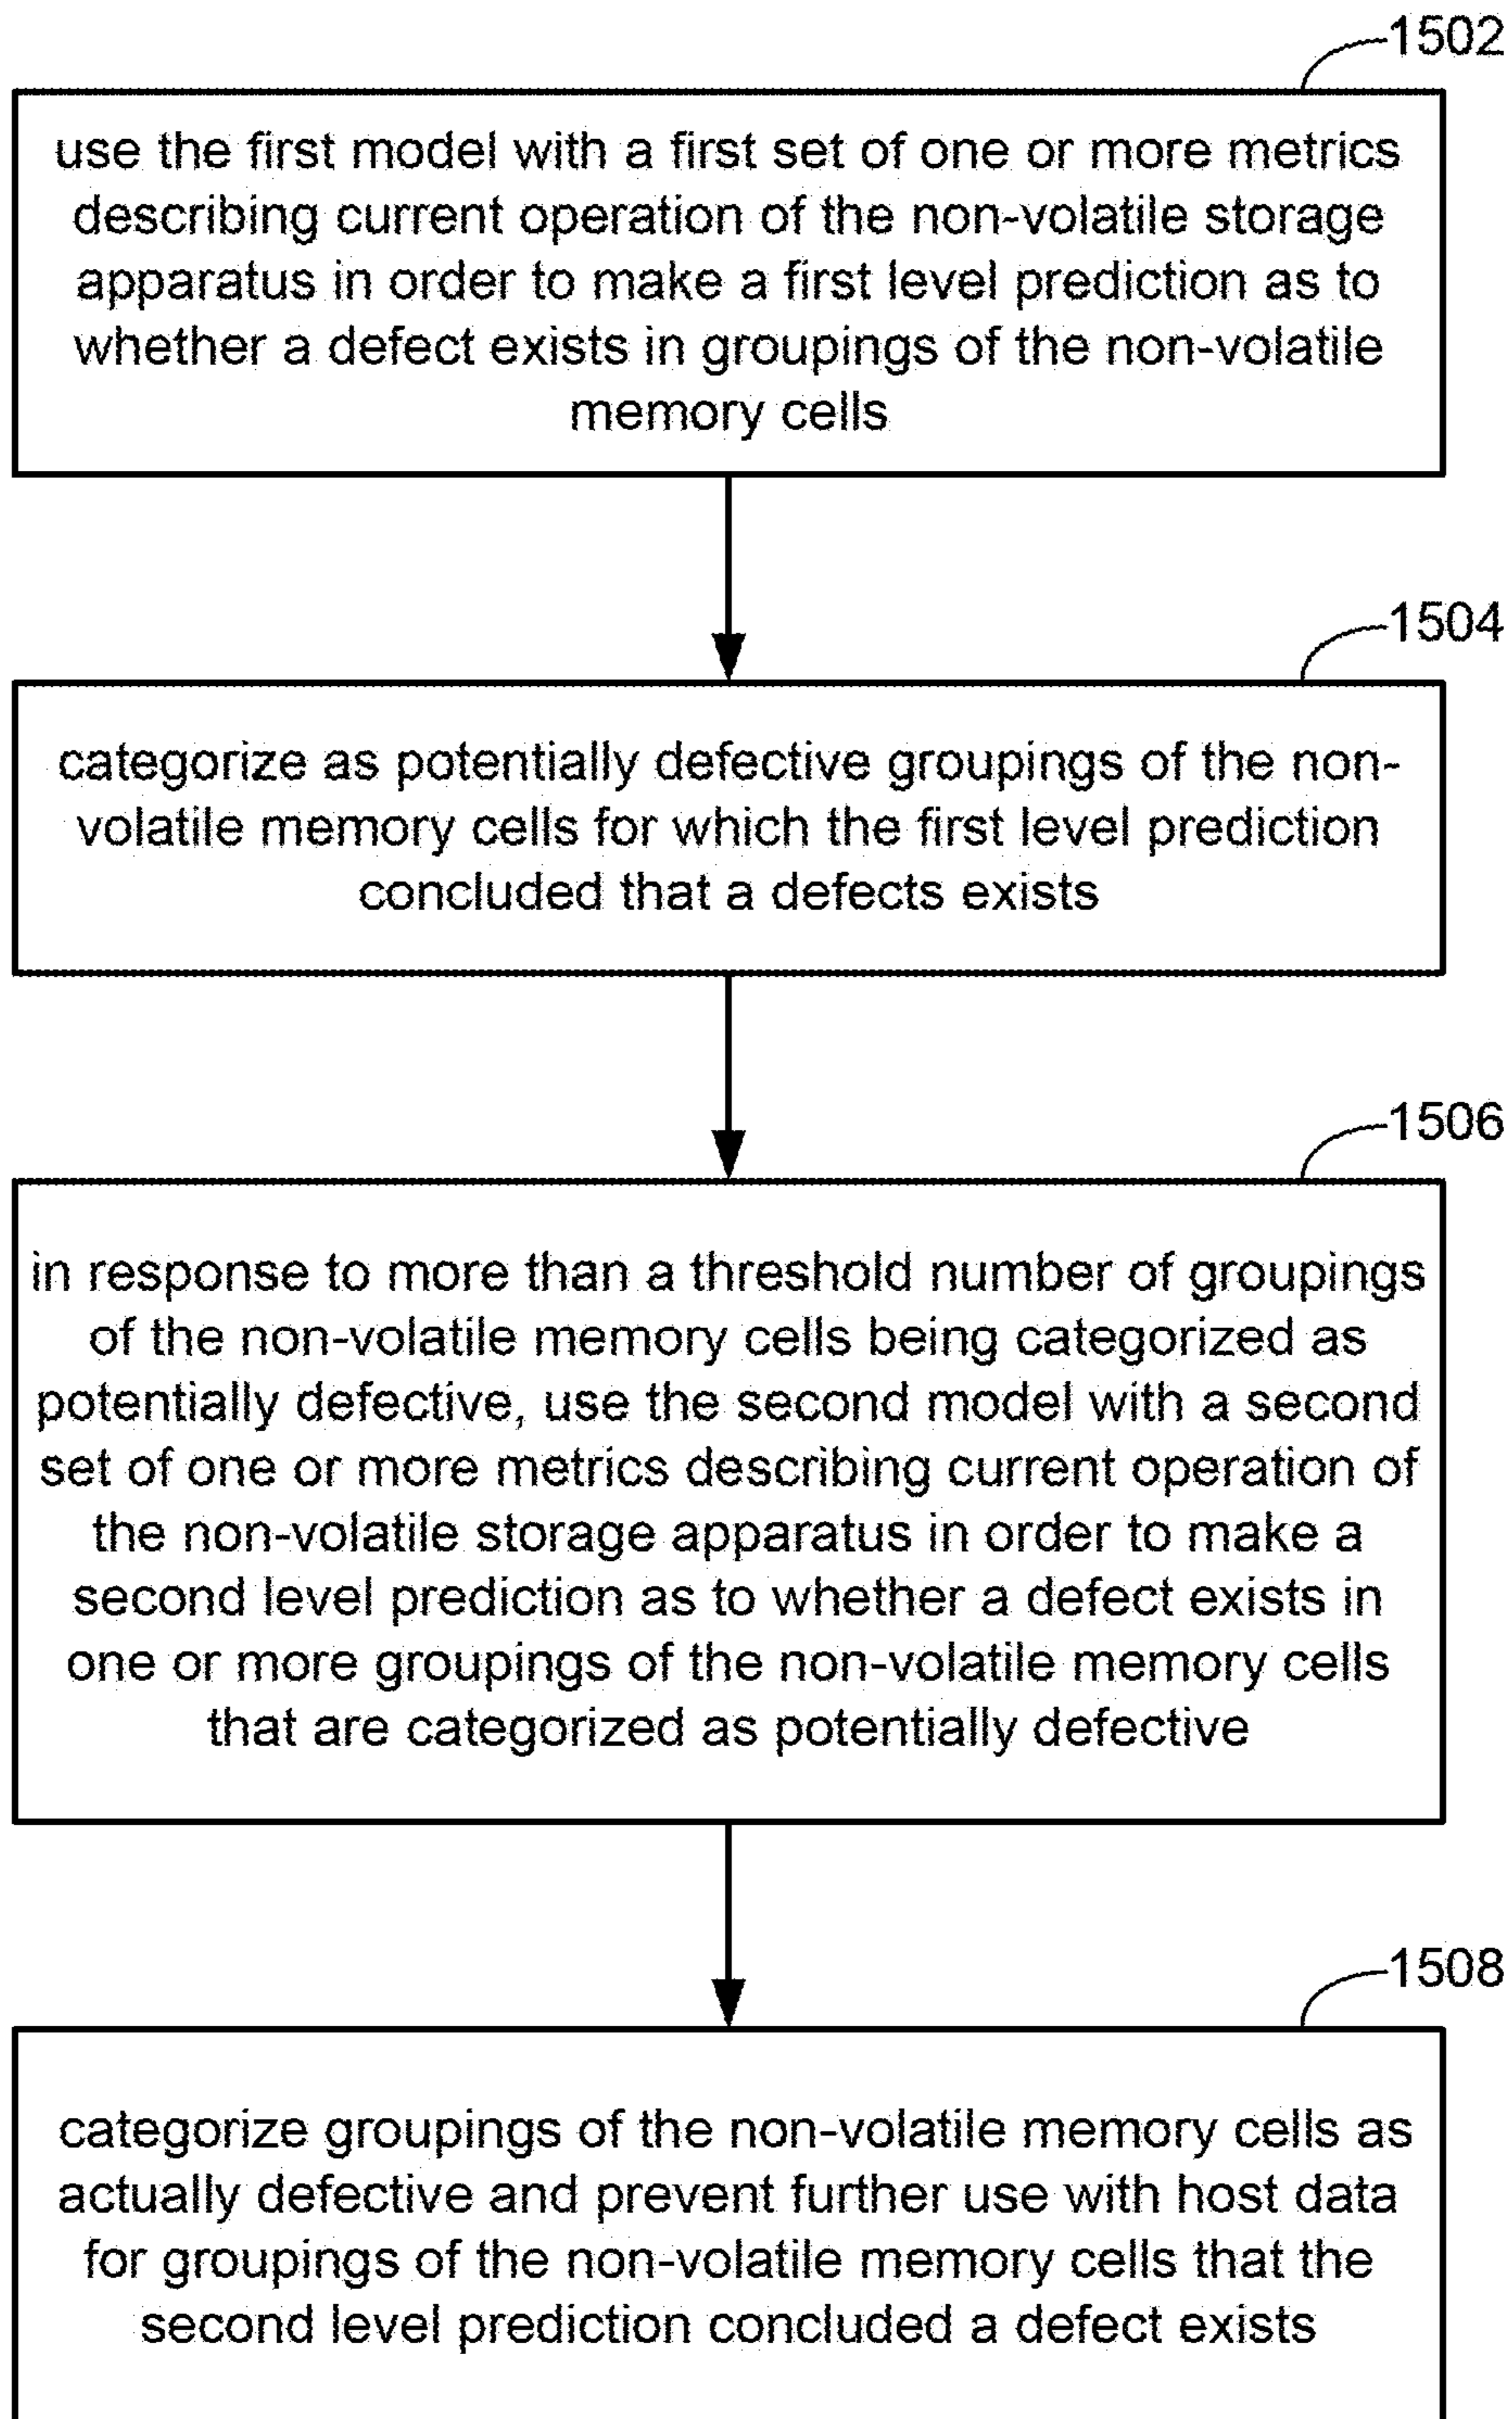 1502
use the first model with a first set of one or more metrics
describing current operation of the non-volatile storage
apparatus in order to make a first level prediction as to
whether a defect exists in groupings of the non-volatile
memory cells
1504
categorize as potentially defective groupings of the non-
volatile memory cells for which the first level prediction
concluded that a defects exists
1506
in response to more than a threshold number of groupings
of the non-volatile memory cells being categorized as
potentially defective, use the second model with a second
set of one or more metrics describing current operation of
the non-volatile storage apparatus in order to make a
second level prediction as to whether a defect exists in
one or more groupings of the non-volatile memory cells
that are categorized as potentially defective
1508
categorize groupings of the non-volatile memory cells as
actually defective and prevent further use with host data
for groupings of the non-volatile memory cells that the
second level prediction concluded a defect exists